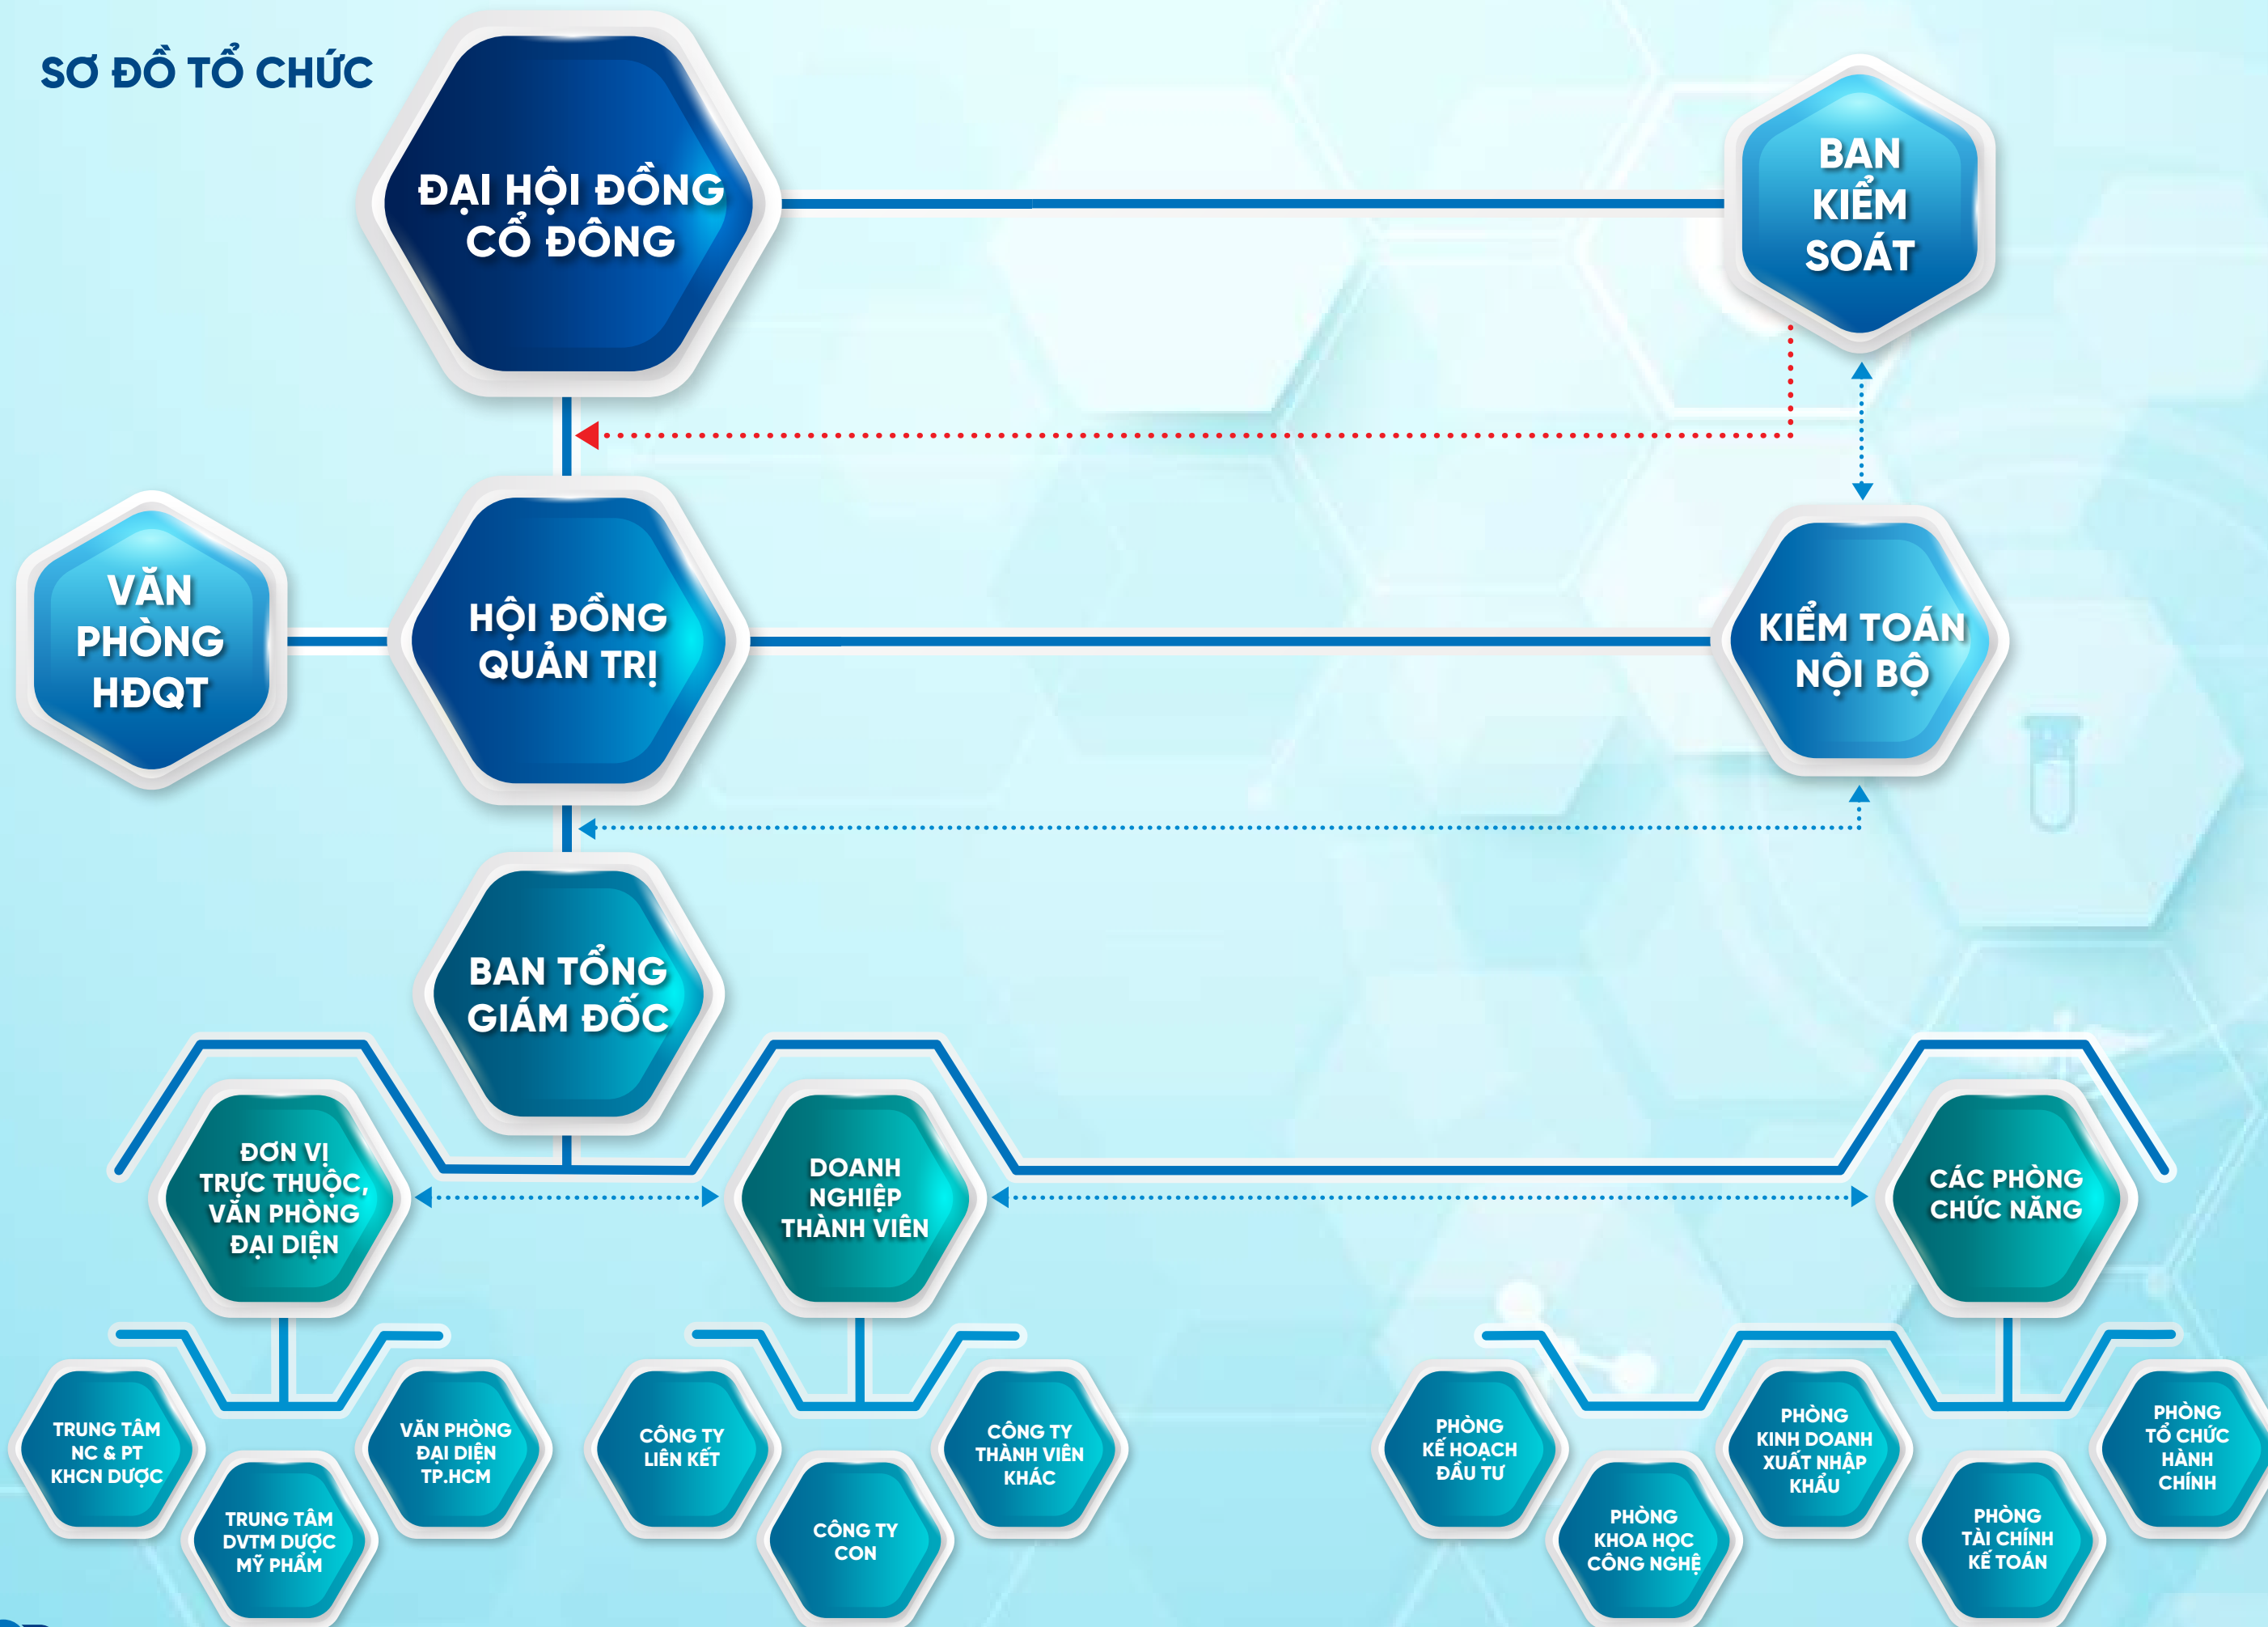 SƠ ĐỒ TỔ CHỨC
ĐẠI HỘI ĐỒNG
CỔ ĐÔNG
BAN
KIỂM
SOÁT
VĂN
PHÒNG
HĐQT
HỘI ĐỒNG
QUẢN TRỊ
KIỂM TOÁN
NỘI BỘ
BAN TỔNG
GIÁM ĐỐC
ĐƠN VỊ
TRỰC THUỘC,
VĂN PHÒNG
ĐẠI DIỆN
DOANH
NGHIỆP
THÀNH VIÊN
CÁC PHÒNG
CHỨC NĂNG
TRUNG TÂM
NC & PT
KHCN DƯỢC
TRUNG TÂM
DVTM DƯỢC
MỸ PHẨM
VĂN PHÒNG
ĐẠI DIỆN
TP.HCM
CÔNG TY
LIÊN KẾT
CÔNG TY
CON
CÔNG TY
THÀNH VIÊN
KHÁC
PHÒNG
KẾ HOẠCH
ĐẦU TƯ
PHÒNG
KHOA HỌC
CÔNG NGHỆ
PHÒNG
KINH DOANH
XUẤT NHẬP
KHẨU
PHÒNG
TÀI CHÍNH
KẾ TOÁN
PHÒNG
TỔ CHỨC
HÀNH
CHÍNH